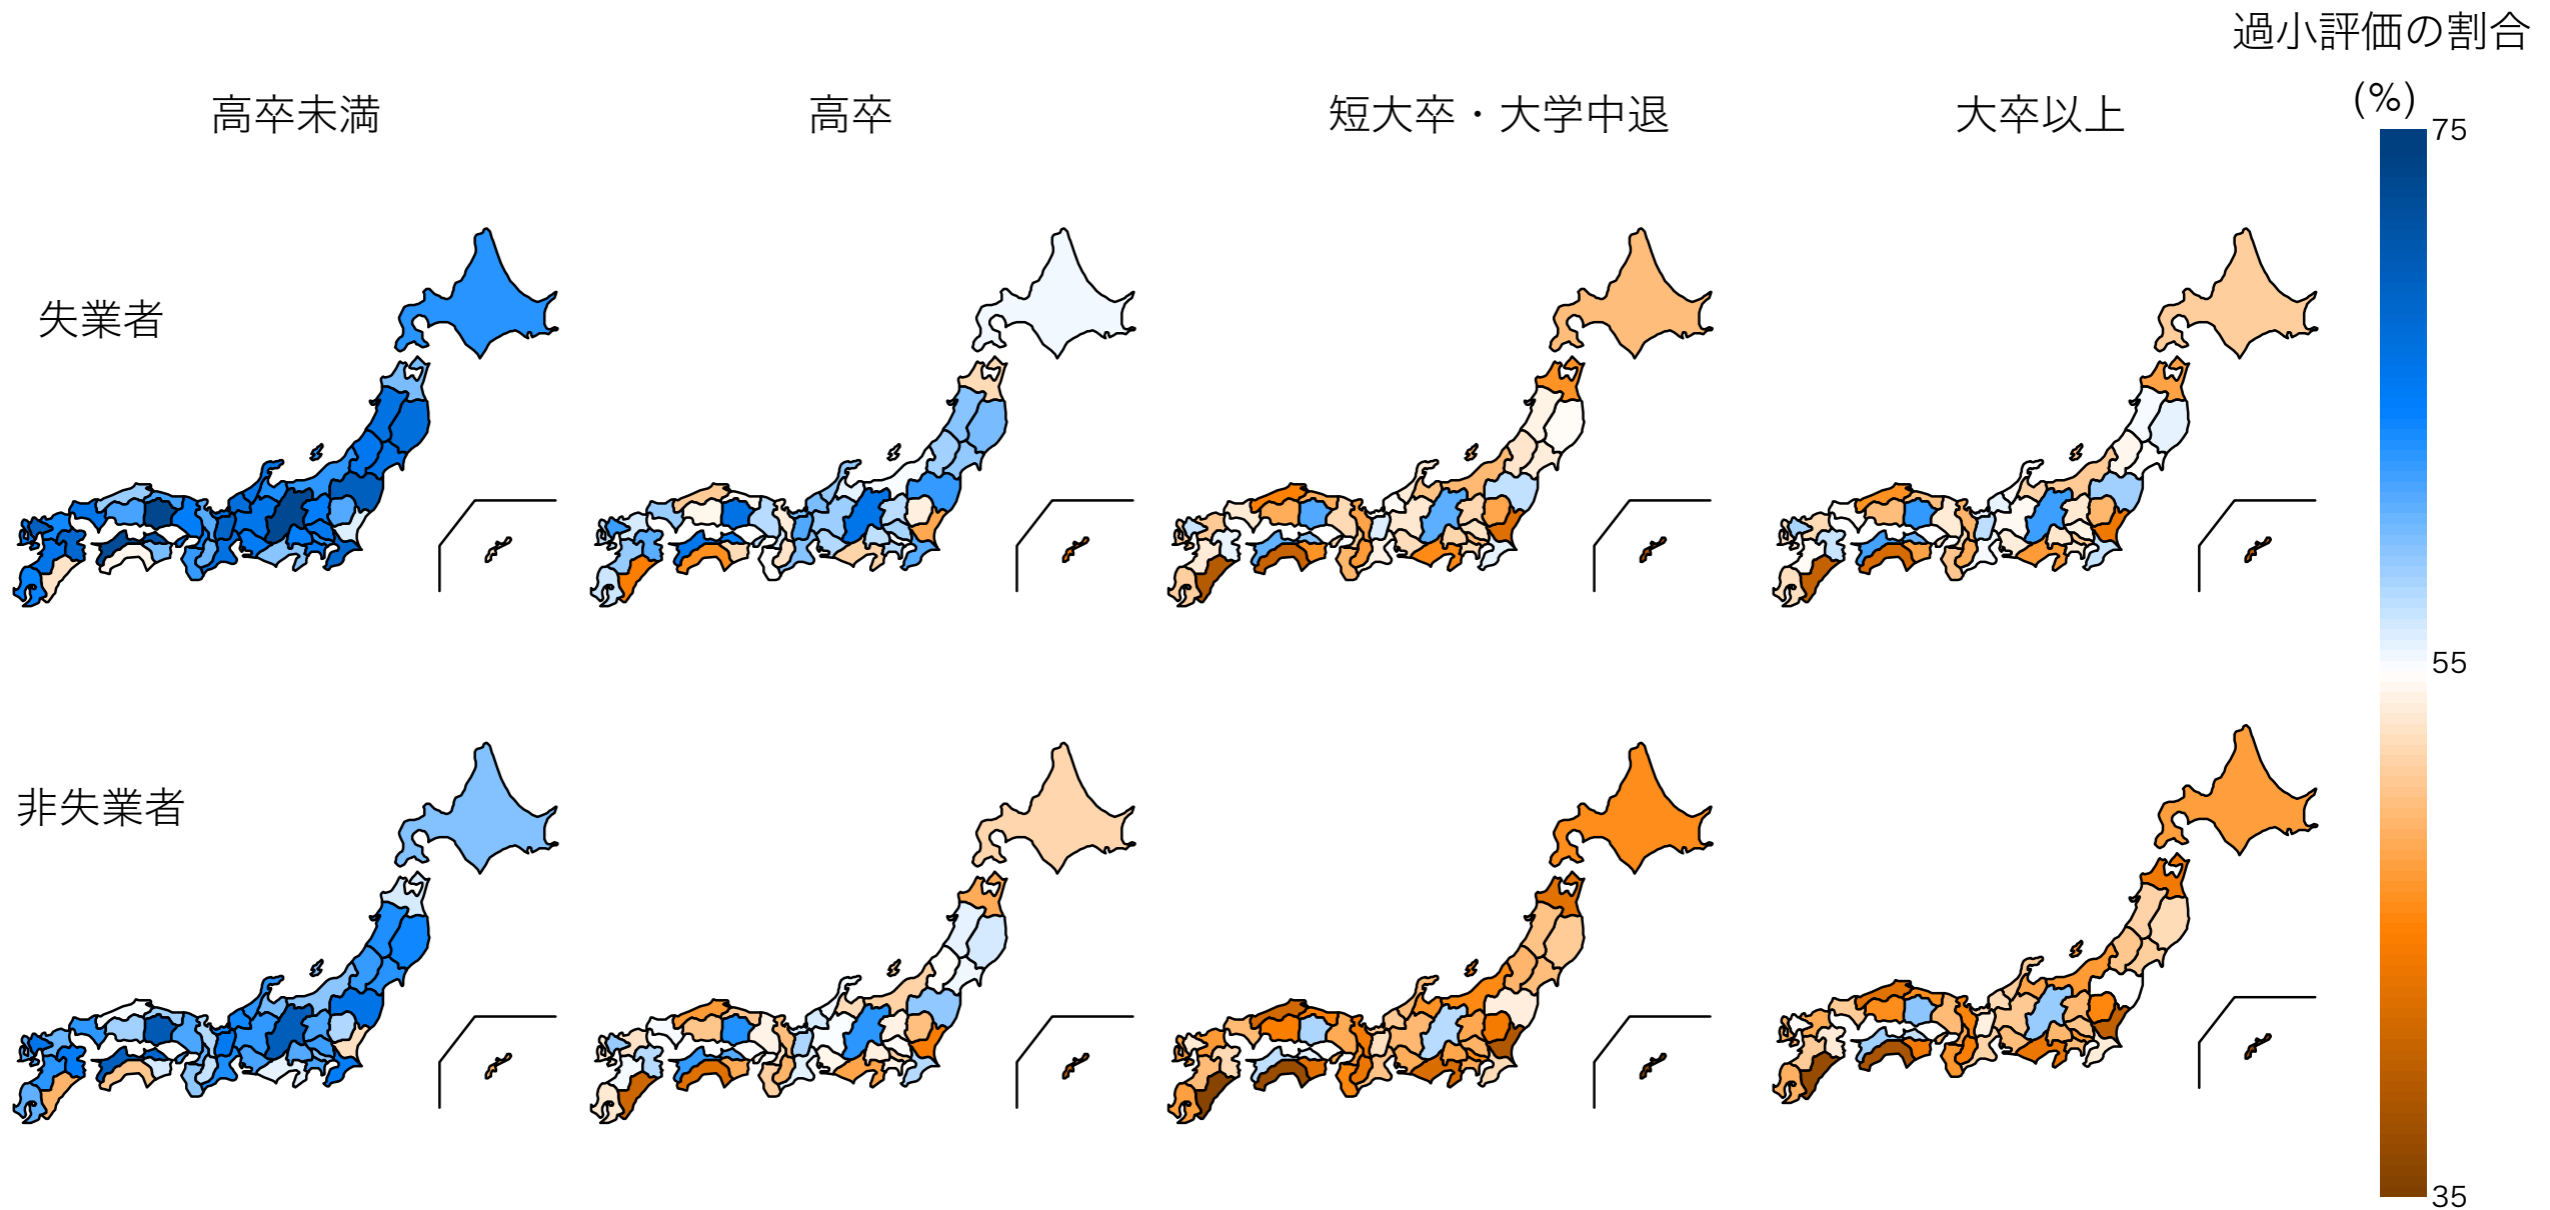 過小評価の割合
(%)
高卒未満
高卒
短大卒・大学中退
大卒以上
75
失業者
55
非失業者
35